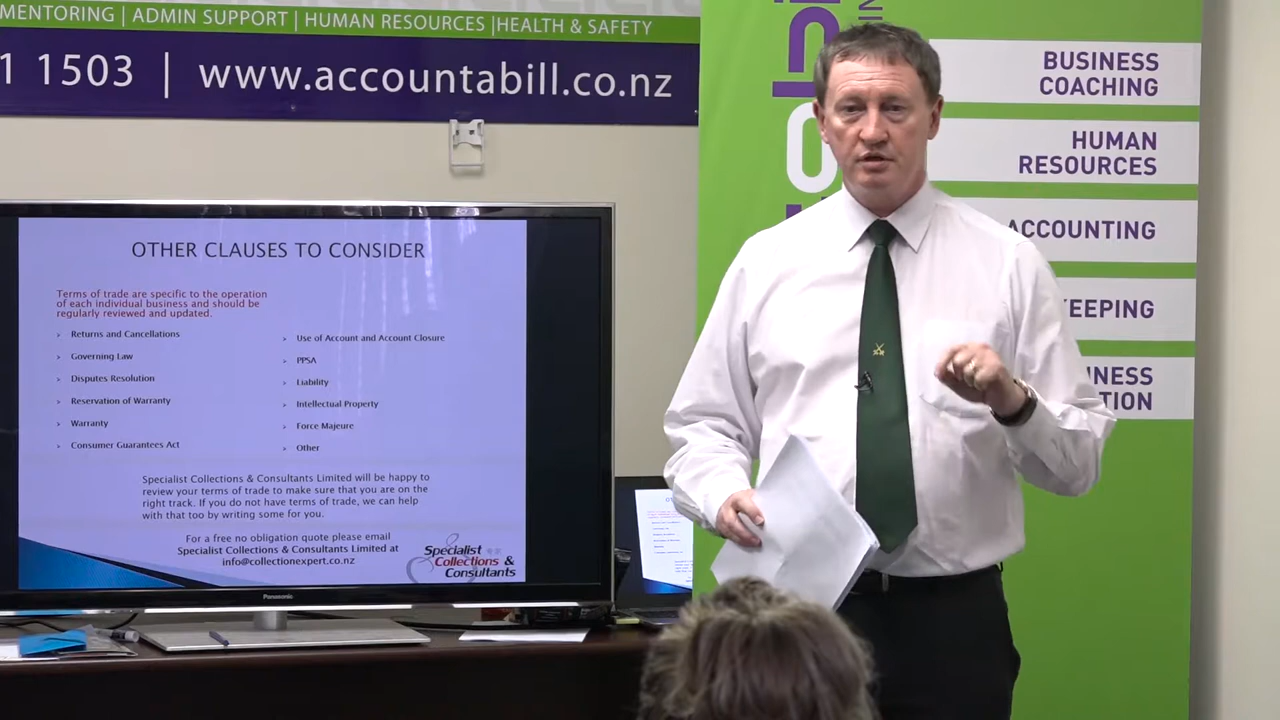 MENTORING | ADMIN SUPPORT | HUMAN RESOURCES |HEALTH & SAFETY
1 1503 | www.accountabill.co.nz
BUSINESS
COACHING
HUMAN
RESOURCES
ACCOUNTING
KEEPING
OTHER CLAUSES TO CONSIDER
Terms of trade are specific to the operation
of each individual business and should be
regularly reviewed and updated.
Returns and Cancellations
Governing Law
Disputes Resolution
Reservation of Warranty
Warranty
Consumer Guarantees Act
Use of Account and Account Closure
PPSA
Liability
Intellectual Property
Force Majeure
Other
Specialist Collections & Consultants Limited will be happy to
review your terms of trade to make sure that you are on the
right track. If you do not have terms of trade, we can help
with that too by writing some for you.
For a free no obligation quote please email
Specialist Collections & Consultants Limited at
info@collectionexpert.co.nz
Specialist
Collections &
Consultants
Panasonic